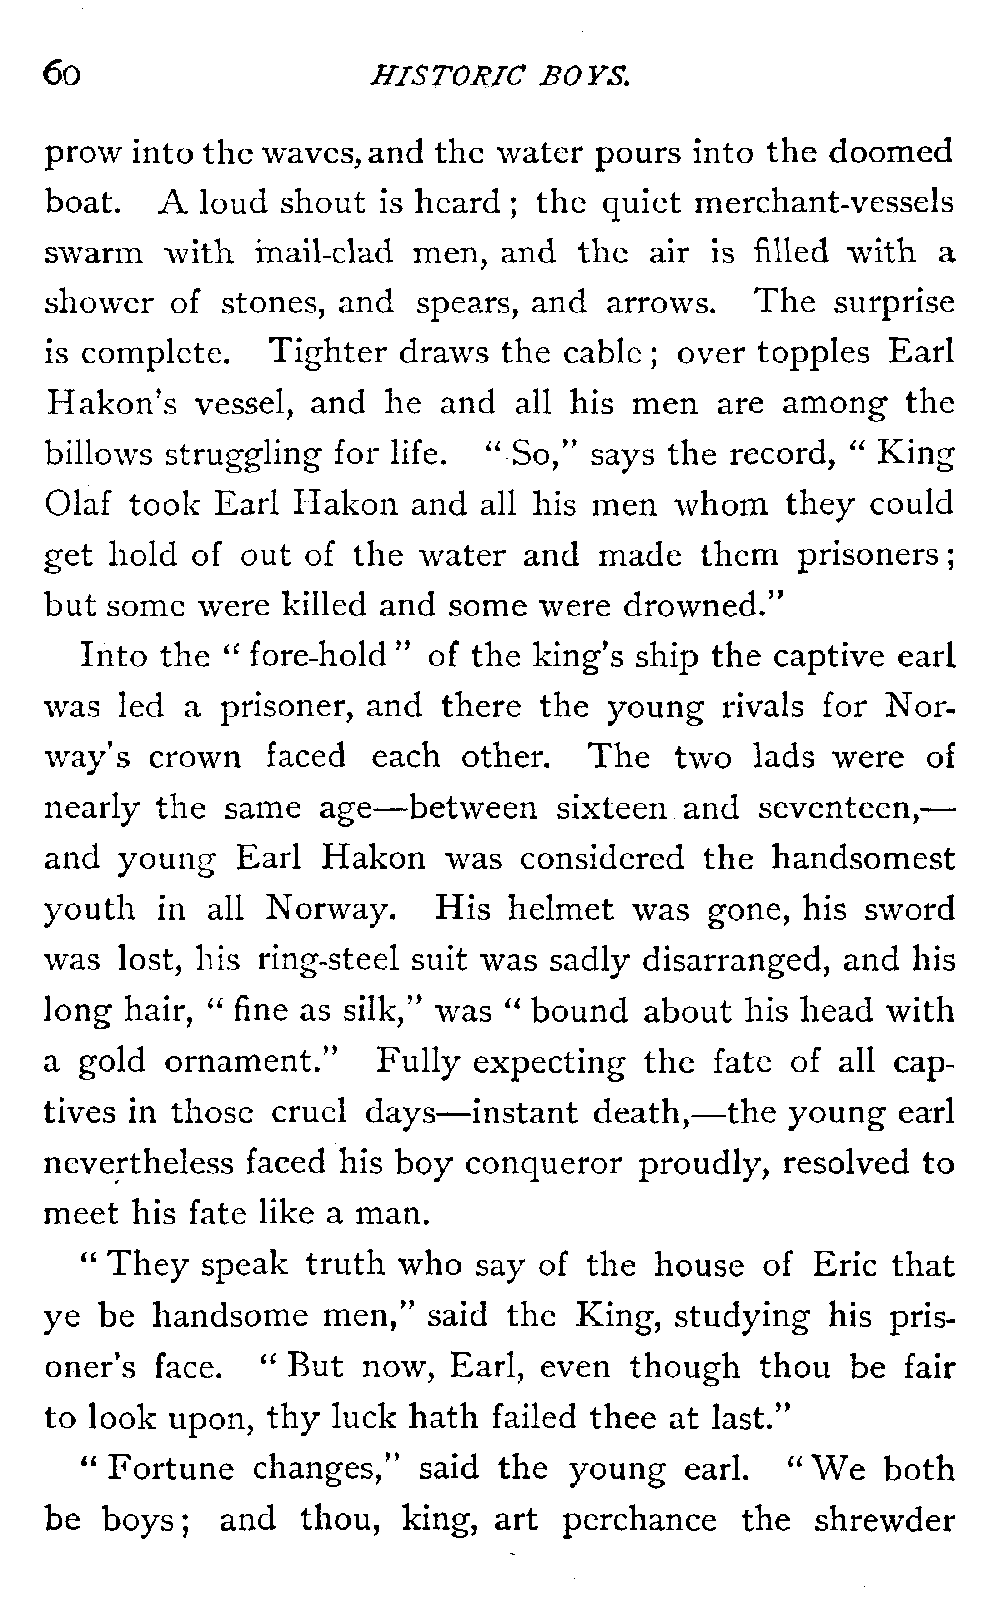 60 HISTORIC BOYS.
prow into the waves, and the water pours into the doomed
boat. A loud shout is heard; the quiet merchant-vessels
swarm with mail-clad men, and the air is filled with a
shower of stones, and spears, and arrows. The surprise
is complete. Tighter draws the cable; over topples Earl
Hakon's vessel, and he and all his men are among the
billows struggling for life. "So," says the record, "King
Olaf took Earl Hakon and all his men whom they could
get hold of out of the water and made them prisoners;
but some were killed and some were drowned."
Into the "fore-hold" of the king's ship the captive earl
was led a prisoner, and there the young rivals for Nor-
way's crown faced each other. The two lads were of
nearly the same age—between sixteen and seventeen,—
and young Earl Hakon was considered the handsomest
youth in all Norway. His helmet was gone, his sword
was lost, his ring-steel suit was sadly disarranged, and his
long hair, "fine as silk," was "bound about his head with
a gold ornament." Fully expecting the fate of all cap-
tives in those cruel days—instant death,—the young earl
nevertheless faced his boy conqueror proudly, resolved to
meet his fate like a man.
"They speak truth who say of the house of Eric that
ye be handsome men," said the King, studying his pris-
oner's face. "But now, Earl, even though thou be fair
to look upon, thy luck hath failed thee at last."
"Fortune changes," said the young earl. "We both
be boys; and thou, king, art perchance the shrewder